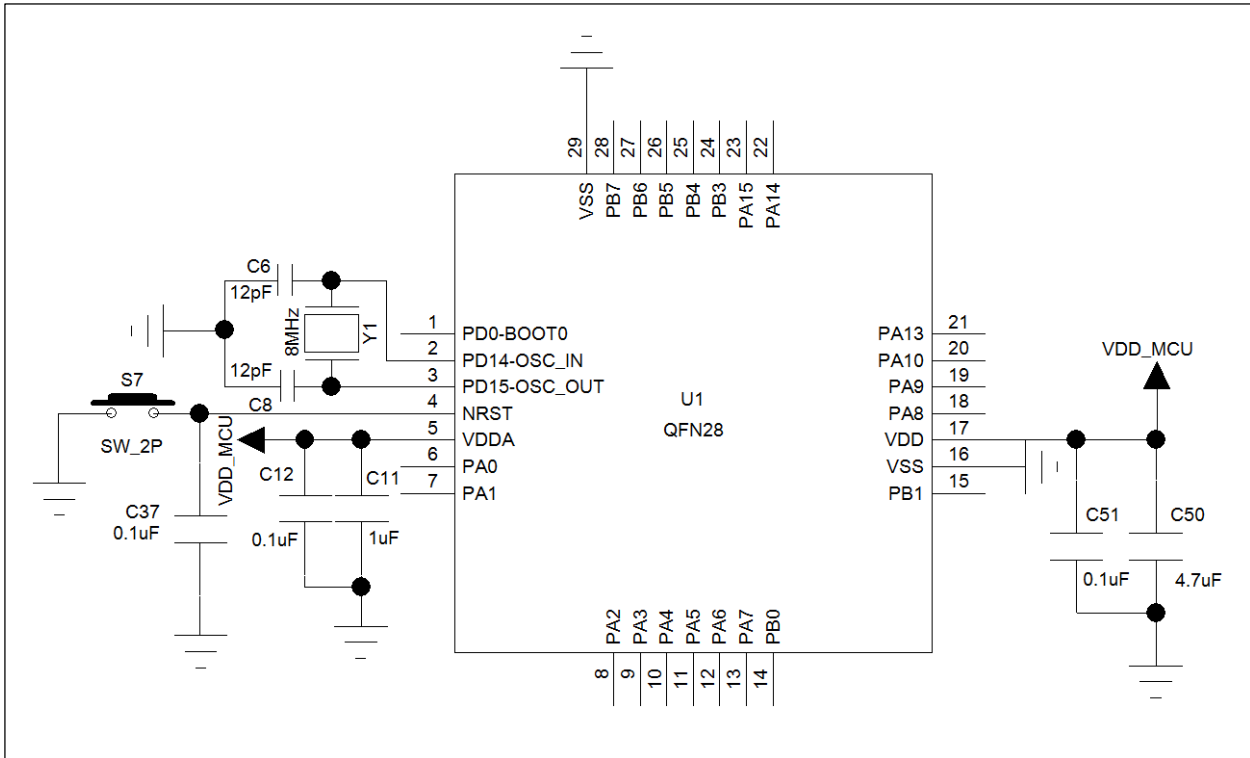 29
28
27
26
25
24
23
22
VSS
PB7
PB6
PB5
PB4
PB3
PA15
PA14
C6
12pF
8MHz
Y1
12pF
C8
S7
SW_2P
VDD_MCU
C37
0.1uF
C12
0.1uF
C11
1uF
1 PD0-BOOT0
2 PD14-OSC_IN
3 PD15-OSC_OUT
4 NRST
5 VDDA
6 PA0
7 PA1
U1
QFN28
PA13 21
PA10 20
PA9 19
PA8 18
VDD 17
VSS 16
PB1 15
VDD_MCU
C51
0.1uF
C50
4.7uF
PA2
PA3
PA4
PA5
PA6
PA7
PB0
8
9
10
11
12
13
14